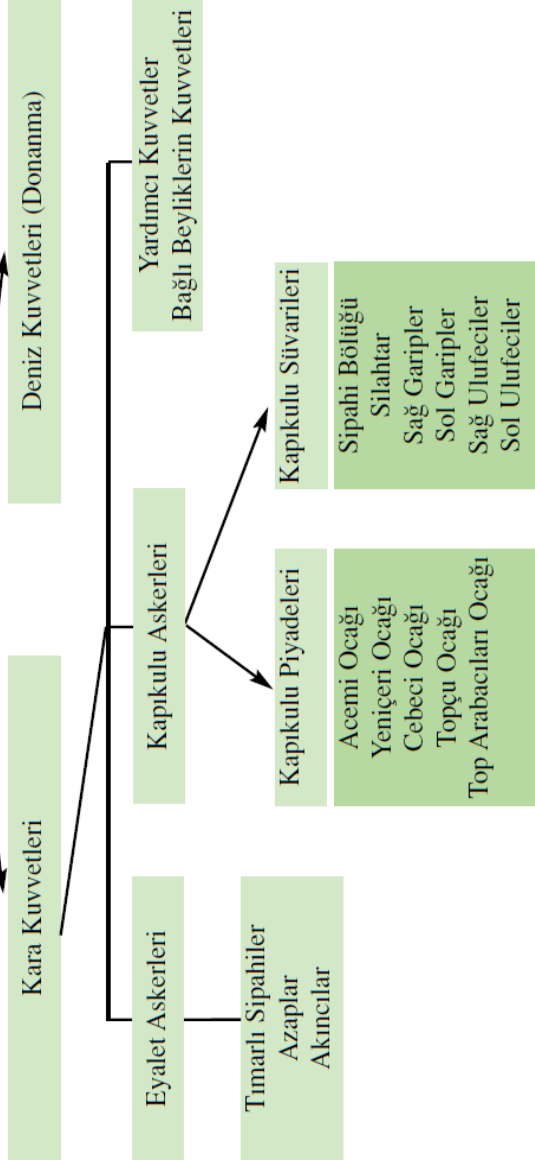 Kara Kuvvetleri
Deniz Kuvvetleri (Donanma)
Eyalet Askerleri
Kapıkulu Askerleri
Yardımcı Kuvvetler
Bağlı Beyliklerin Kuvvetleri
Tımarlı Sipahiler
Azaplar
Akıncılar
Kapıkulu Piyadeleri
Acemi Ocağı
Yeniçeri Ocağı
Cebeci Ocağı
Topçu Ocağı
Top Arabacıları Ocağı
Kapıkulu Süvarileri
Sipahi Bölüğü
Silahtar
Sağ Garipler
Sol Garipler
Sağ Ulufeciler
Sol Ulufeciler